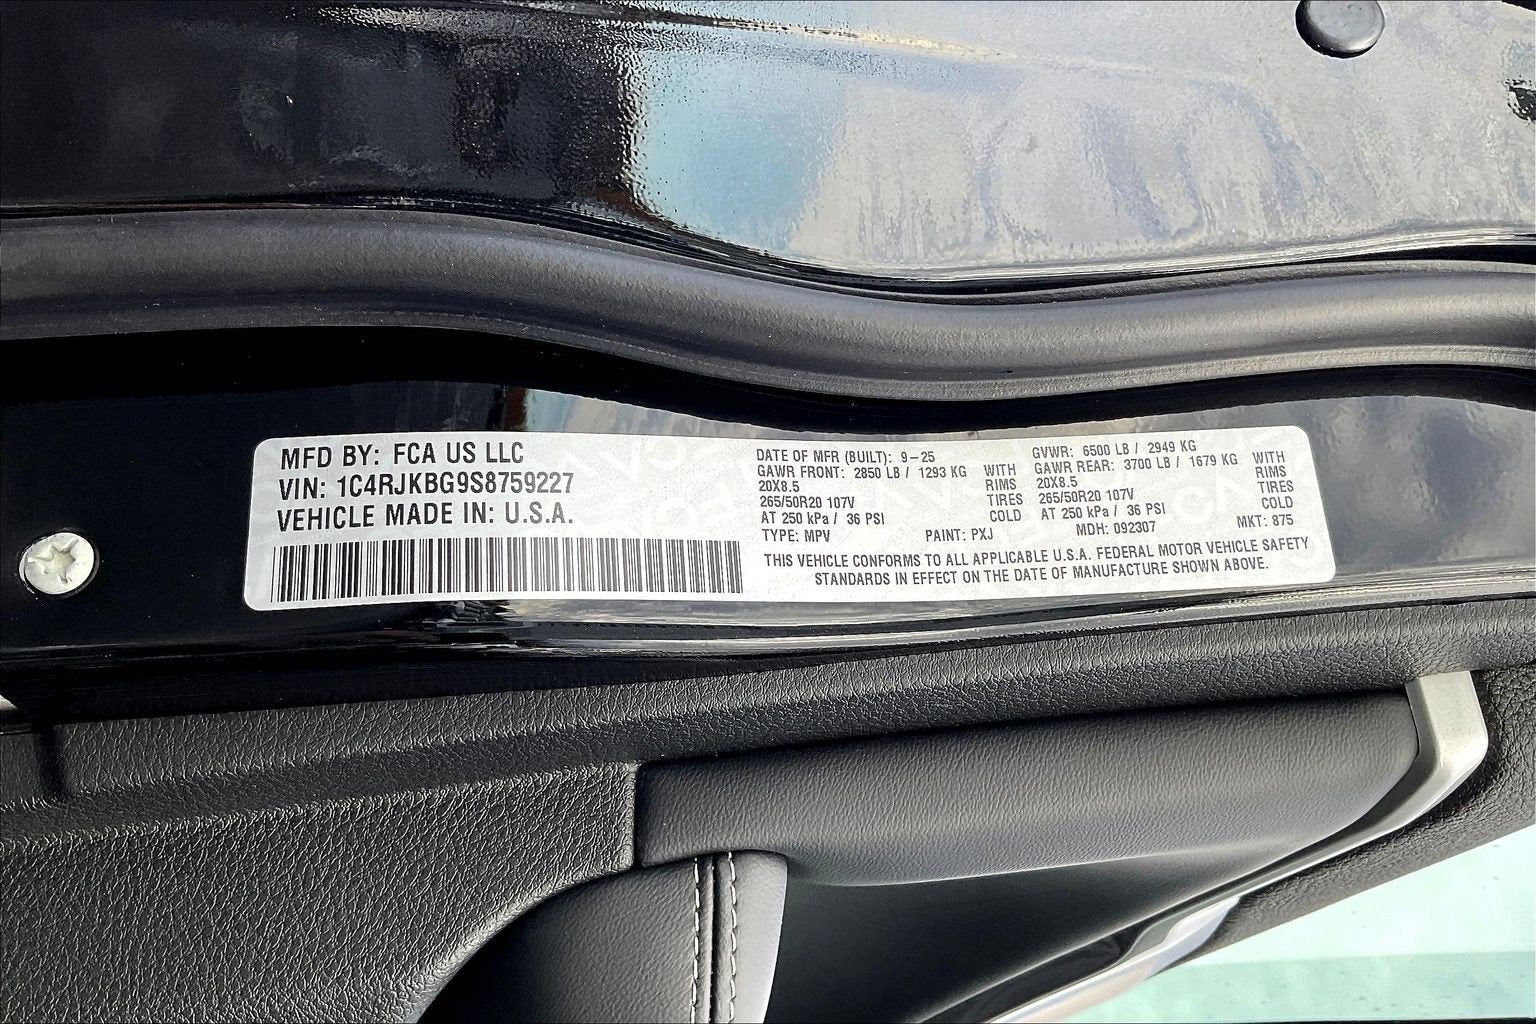 MFD BY: FCA US LLC
VIN: 1C4RJKBG9S8759227
VEHICLE MADE IN: U.S.A.
DATE OF MFR (BUILT): 9-25
GAWR FRONT: 2850 LB / 1293 KG WITH
20X8.5 RIMS
265/50R20 107V TIRES
AT 250 kPa / 36 PSI COLD
TYPE: MPV PAINT: PXJ
GVWR: 6500 LB / 2949 KG
GAWR REAR: 3700 LB / 1679 KG WITH
20X8.5 RIMS
265/50R20 107V TIRES
AT 250 kPa / 36 PSI COLD
MDH: 092307 MKT: 875
THIS VEHICLE CONFORMS TO ALL APPLICABLE U.S.A. FEDERAL MOTOR VEHICLE SAFETY
STANDARDS IN EFFECT ON THE DATE OF MANUFACTURE SHOWN ABOVE.